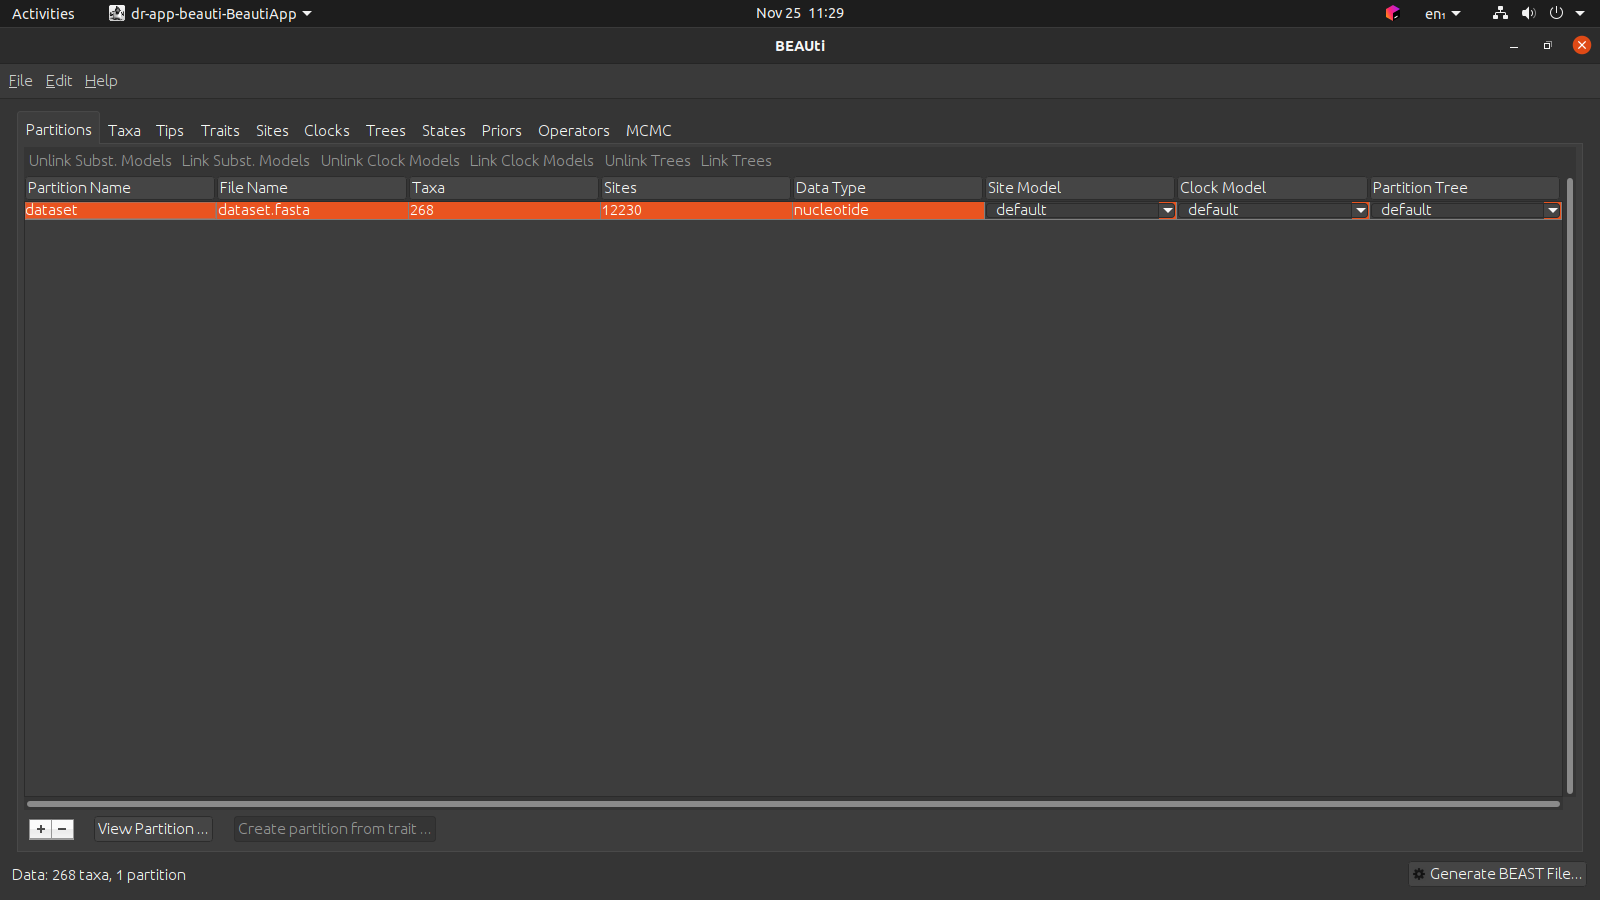 Activities dr-app-beauti-BeautiApp Nov 25 11:29 en₁
BEAUti
File Edit Help
Partitions Taxa Tips Traits Sites Clocks Trees States Priors Operators MCMC
Unlink Subst. Models Link Subst. Models Unlink Clock Models Link Clock Models Unlink Trees Link Trees
Partition Name File Name Taxa Sites Data Type Site Model Clock Model Partition Tree
dataset dataset.fasta 268 12230 nucleotide default default default
+ − View Partition ... Create partition from trait ...
Data: 268 taxa, 1 partition Generate BEAST File...